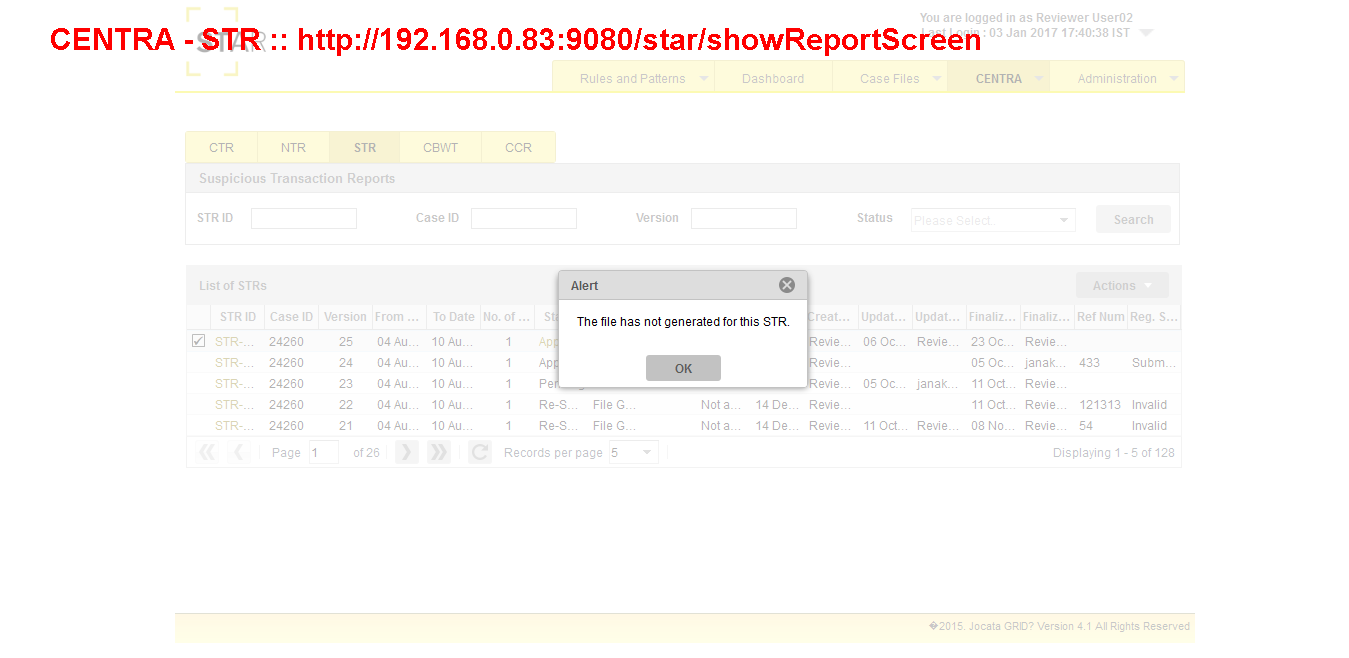 You are logged in as Reviewer User02
CENTRA - STR :: http://192.168.0.83:9080/star/showReportScreen
STAR
Last Login : 03 Jan 2017 17:40:38 IST
Rules and Patterns Dashboard Case Files CENTRA Administration
CTR NTR STR CBWT CCR
Suspicious Transaction Reports
STR ID Case ID Version Status Please Select... Search
List of STRs Actions
Alert
The file has not generated for this STR.
OK
STR ID Case ID Version From ... To Date No. of ... Creat... Updat... Updat... Finaliz... Finaliz... Ref Num Reg. S...
STR-... 24260 25 04 Au... 10 Au... 1 App Revie... 06 Oc... Revie... 23 Oc... Revie...
STR-... 24260 24 04 Au... 10 Au... 1 App Revie... 05 Oc... janak... 433 Subm...
STR-... 24260 23 04 Au... 10 Au... 1 Revie... 05 Oc... janak... 11 Oct... Revie...
STR-... 24260 22 04 Au... 10 Au... 1 Re-S... File G... Not a... 14 De... Revie... 11 Oct... Revie... 121313 Invalid
STR-... 24260 21 04 Au... 10 Au... 1 Re-S... File G... Not a... 14 De... Revie... 11 Oct... Revie... 08 No... Revie... 54 Invalid
Page 1 of 26 Records per page 5 Displaying 1 - 5 of 128
�2015. Jocata GRID? Version 4.1 All Rights Reserved